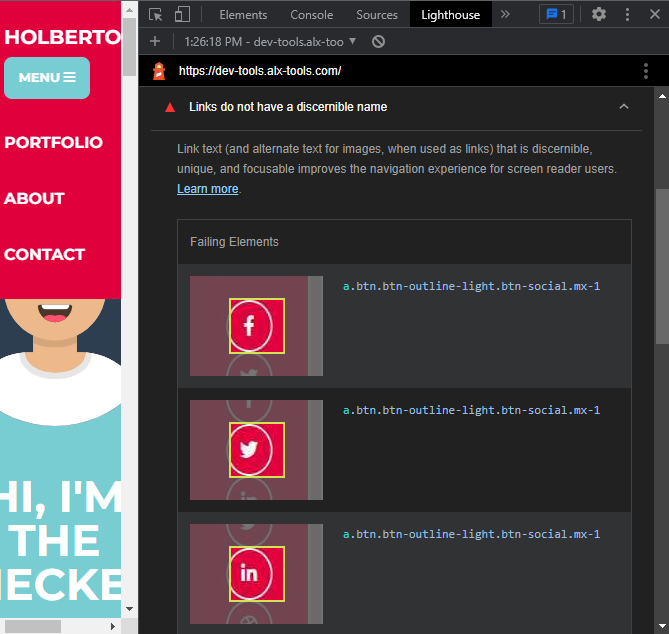 HOLBERTO
MENU
PORTFOLIO
ABOUT
CONTACT
HI, I'M
THE
HECKE
Elements Console Sources Lighthouse » 1
1:26:18 PM - dev-tools.alx-too
https://dev-tools.alx-tools.com/
Links do not have a discernible name
Link text (and alternate text for images, when used as links) that is discernible,
unique, and focusable improves the navigation experience for screen reader users.
Learn more.
Failing Elements
a.btn.btn-outline-light.btn-social.mx-1
a.btn.btn-outline-light.btn-social.mx-1
in
a.btn.btn-outline-light.btn-social.mx-1